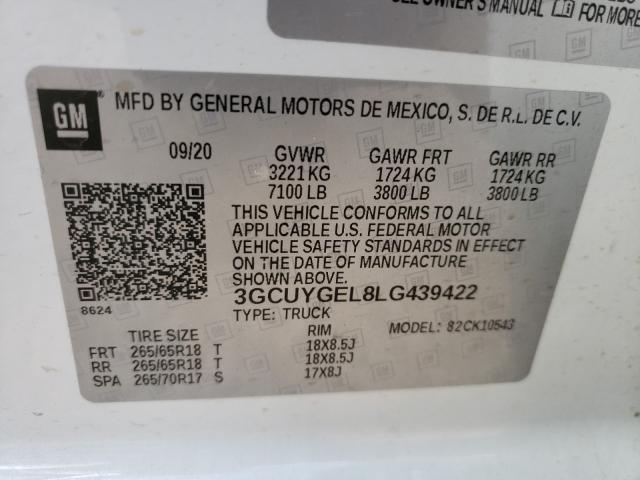 SEE OWNER'S MANUAL FOR MORE
GM
MFD BY GENERAL MOTORS DE MEXICO, S. DE R.L. DE C.V.
09/20 GVWR GAWR FRT GAWR RR
3221 KG 1724 KG 1724 KG
7100 LB 3800 LB 3800 LB
THIS VEHICLE CONFORMS TO ALL
APPLICABLE U.S. FEDERAL MOTOR
VEHICLE SAFETY STANDARDS IN EFFECT
ON THE DATE OF MANUFACTURE
SHOWN ABOVE.
8624
3GCUYGEL8LG439422
TYPE: TRUCK MODEL: 82CK10543
TIRE SIZE RIM
FRT 265/65R18 T 18X8.5J
RR 265/65R18 T 18X8.5J
SPA 265/70R17 S 17X8J